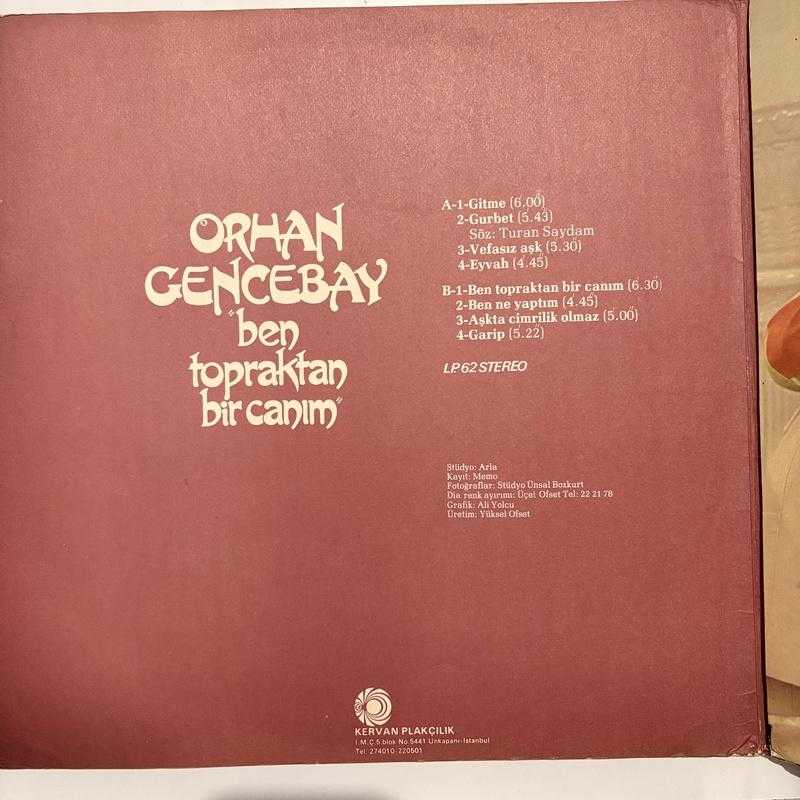 ORHAN
GENCEBAY
"ben
topraktan
bir canım"
A-1-Gitme (6.00)
2-Gurbet (5.43)
Söz: Turan Saydam
3-Vefasız aşk (5.30)
4-Eyvah (4.45)
B-1-Ben topraktan bir canım (6.30)
2-Ben ne yaptım (4.45)
3-Aşkta cimrilik olmaz (5.00)
4-Garip (5.22)
LP.62 STEREO
Stüdyo: Arla
Kayıt: Memo
Fotoğraflar: Stüdyo Ünsal Bozkurt
Dia renk ayırımı: Üçel Ofset Tel: 22 21 78
Grafik: Ali Yolcu
Üretim: Yüksel Ofset
KERVAN PLAKÇILIK
I.M.Ç.5.blok No.5441 Unkapanı-İstanbul
Tel: 274010 220501